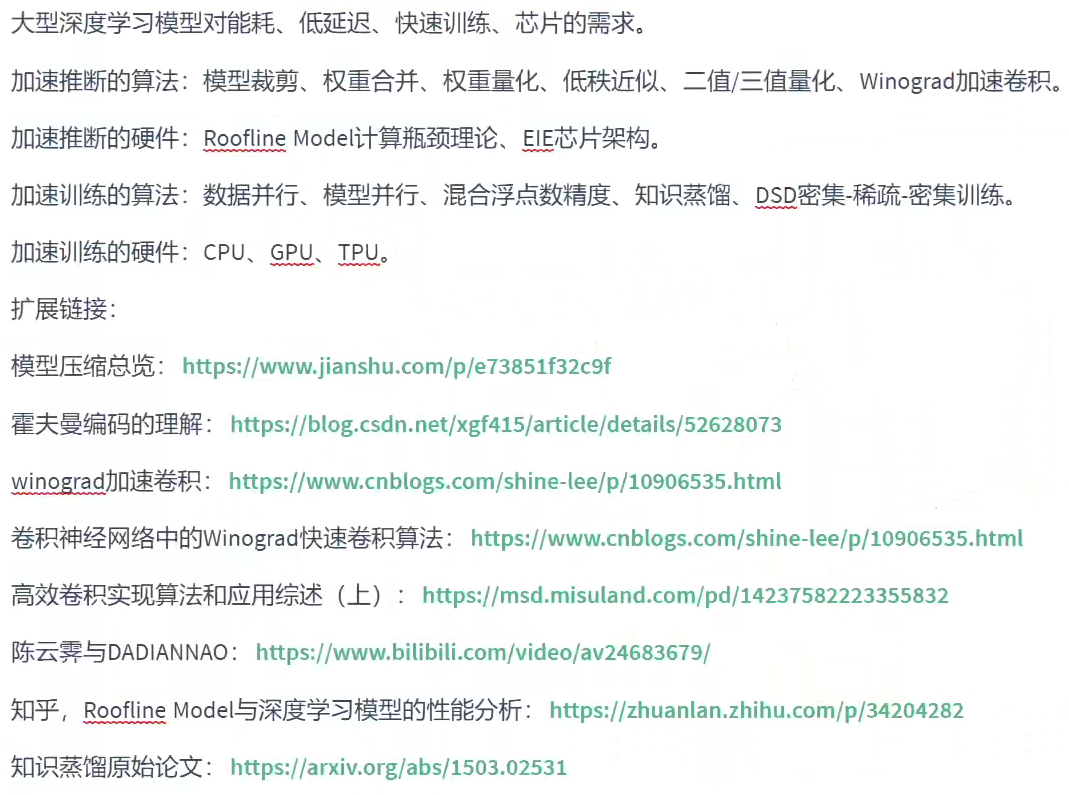 大型深度学习模型对能耗、低延迟、快速训练、芯片的需求。
加速推断的算法：模型裁剪、权重合并、权重量化、低秩近似、二值/三值量化、Winograd加速卷积。
加速推断的硬件：Roofline Model计算瓶颈理论、EIE芯片架构。
加速训练的算法：数据并行、模型并行、混合浮点数精度、知识蒸馏、DSD密集-稀疏-密集训练。
加速训练的硬件：CPU、GPU、TPU。
扩展链接：
模型压缩总览： https://www.jianshu.com/p/e73851f32c9f
霍夫曼编码的理解： https://blog.csdn.net/xgf415/article/details/52628073
winograd加速卷积： https://www.cnblogs.com/shine-lee/p/10906535.html
卷积神经网络中的Winograd快速卷积算法： https://www.cnblogs.com/shine-lee/p/10906535.html
高效卷积实现算法和应用综述（上）： https://msd.misuland.com/pd/14237582223355832
陈云霁与DADIANNAO： https://www.bilibili.com/video/av24683679/
知乎，Roofline Model与深度学习模型的性能分析： https://zhuanlan.zhihu.com/p/34204282
知识蒸馏原始论文： https://arxiv.org/abs/1503.02531